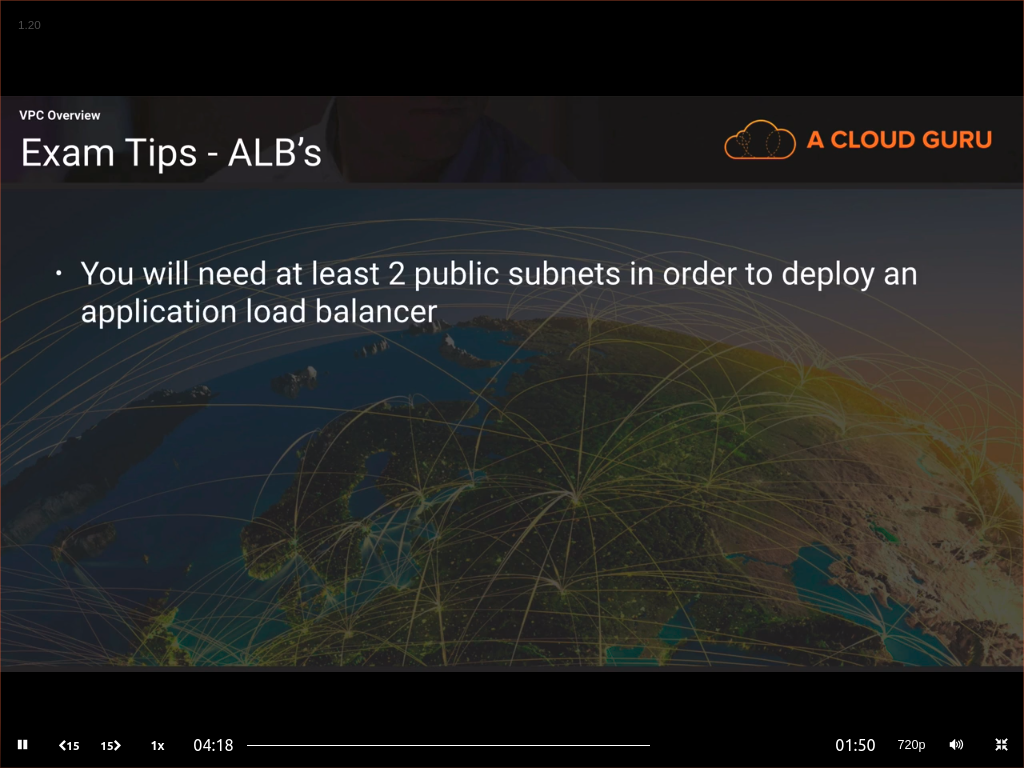 1.20
VPC Overview
Exam Tips - ALB’s
A CLOUD GURU
• You will need at least 2 public subnets in order to deploy an
application load balancer
15 15 1x 04:18 01:50 720p